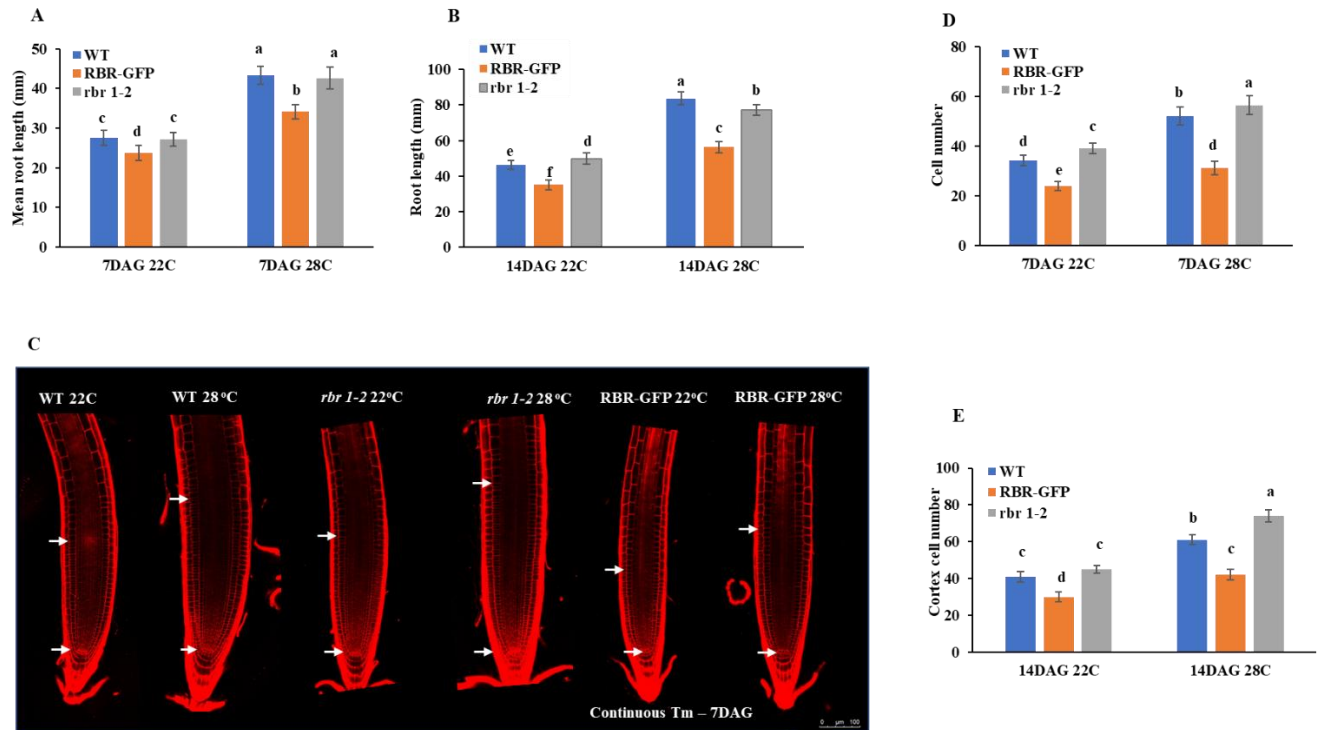 A
50
40
30
20
10
0
Mean root length (mm)
WT
RBR-GFP
rbr 1-2
c
d
c
a
b
a
7DAG 22C
7DAG 28C
B
100
80
60
40
20
0
Root length (mm)
WT
RBR-GFP
rbr 1-2
e
f
d
a
c
b
14DAG 22C
14DAG 28C
D
80
60
40
20
0
Cell number
WT
RBR-GFP
rbr 1-2
d
e
c
b
d
a
7DAG 22C
7DAG 28C
C
WT 22C
WT 28°C
rbr 1-2 22°C
rbr 1-2 28°C
RBR-GFP 22°C
RBR-GFP 28°C
Continuous Tm – 7DAG
0 µm 100
E
100
80
60
40
20
0
Cortex cell number
WT
RBR-GFP
rbr 1-2
c
d
c
b
c
a
14DAG 22C
14DAG 28C